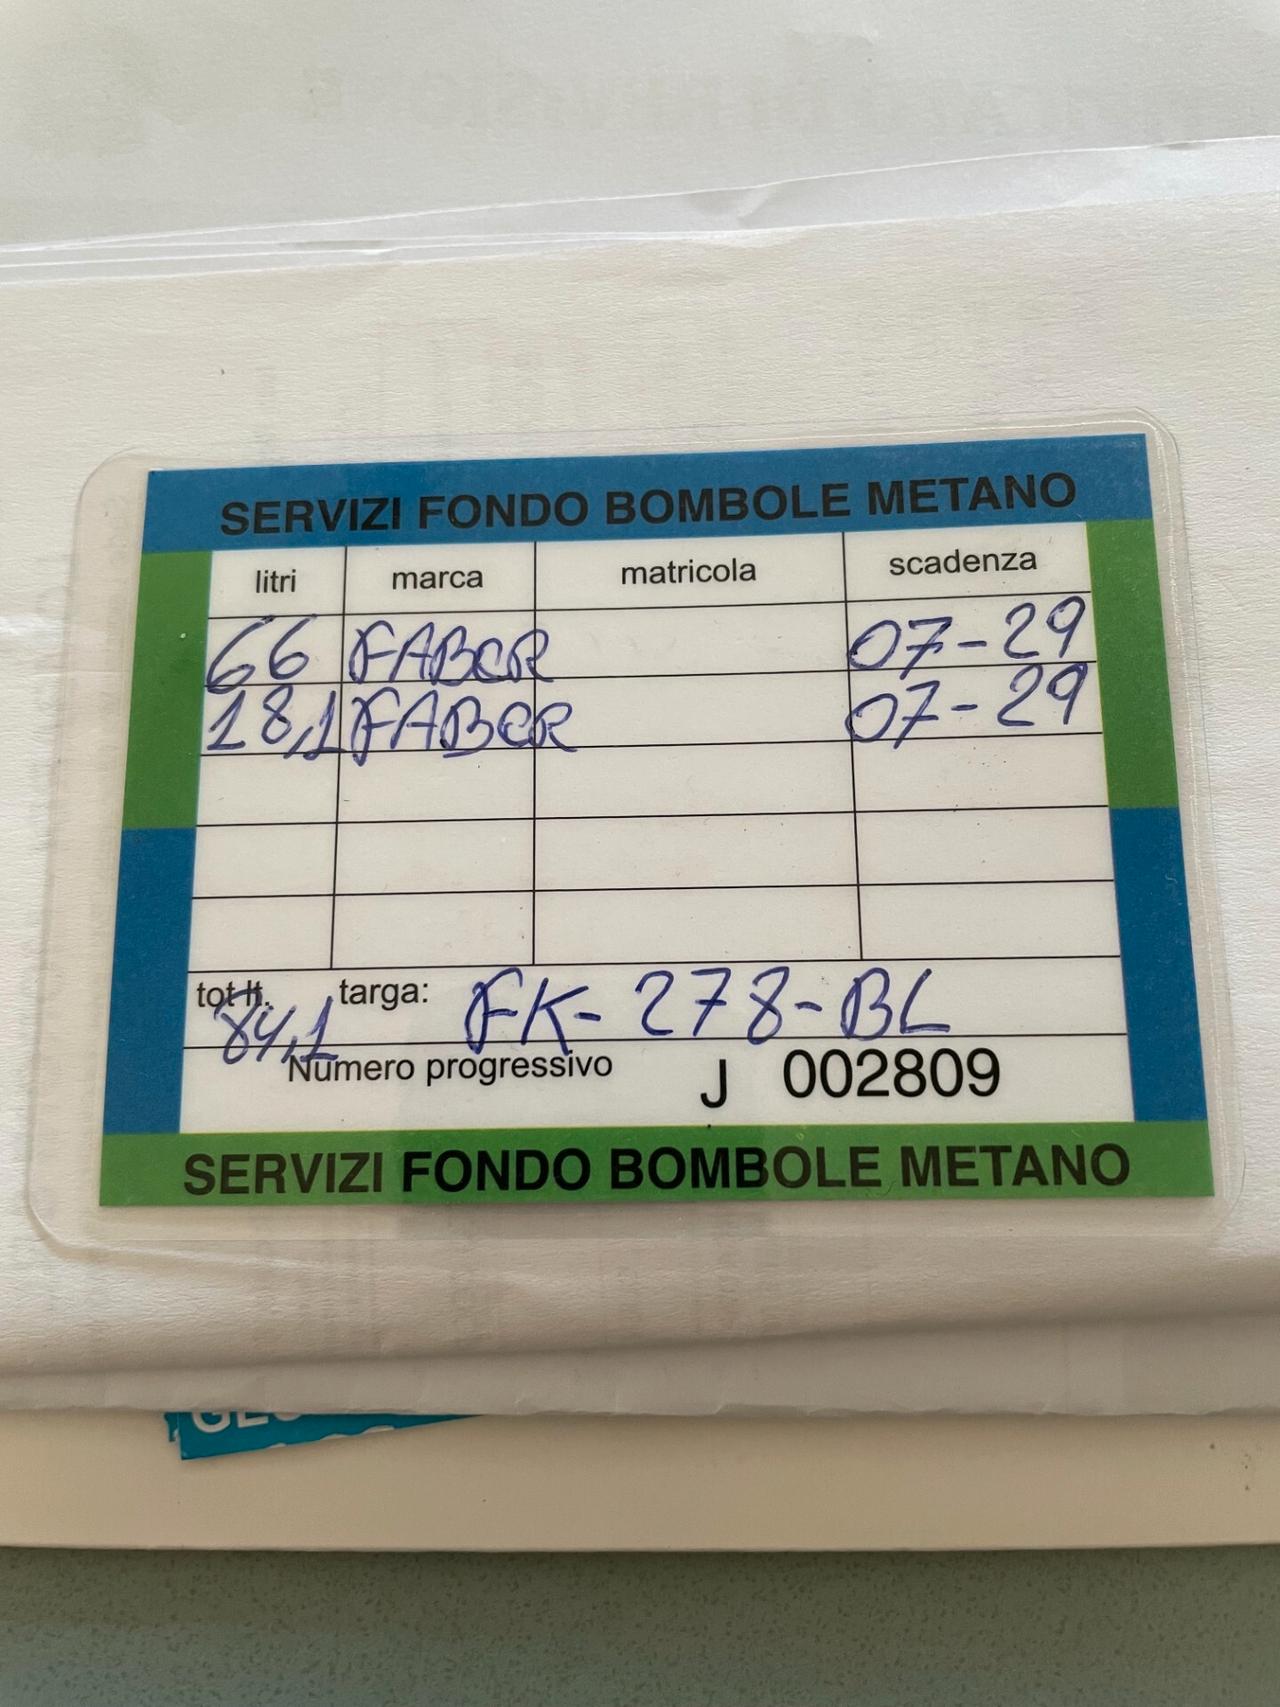 SERVIZI FONDO BOMBOLE METANO
litri marca matricola scadenza
66 FABER 07-29
18,1 FABER 07-29
tot lt. targa: FK-278-BL
84,1
Numero progressivo J 002809
SERVIZI FONDO BOMBOLE METANO